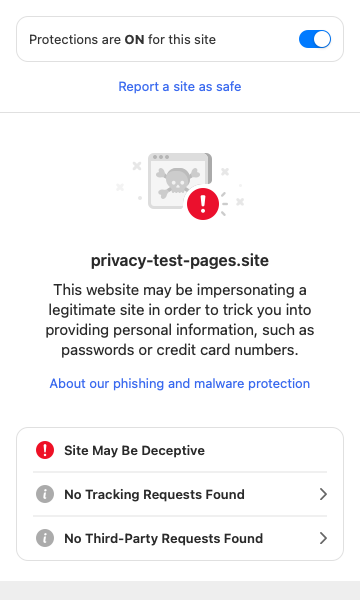 Protections are ON for this site
Report a site as safe
privacy-test-pages.site
This website may be impersonating a
legitimate site in order to trick you into
providing personal information, such as
passwords or credit card numbers.
About our phishing and malware protection
Site May Be Deceptive
No Tracking Requests Found
No Third-Party Requests Found